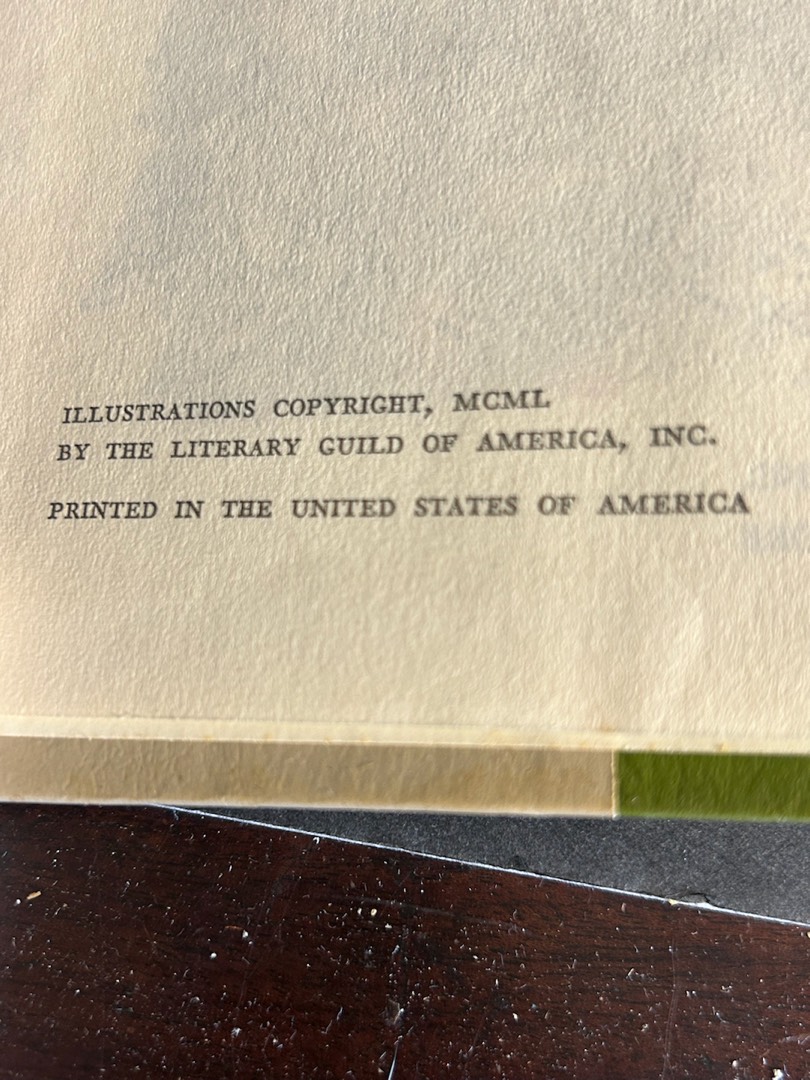 ILLUSTRATIONS COPYRIGHT, MCML
BY THE LITERARY GUILD OF AMERICA, INC.
PRINTED IN THE UNITED STATES OF AMERICA